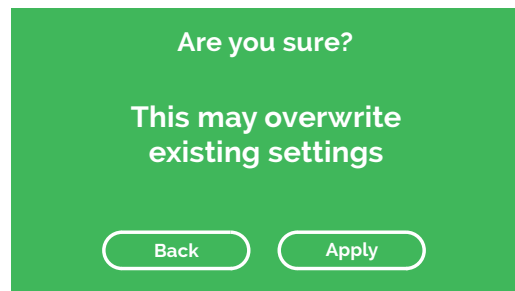 Are you sure?
This may overwrite
existing settings
Back Apply